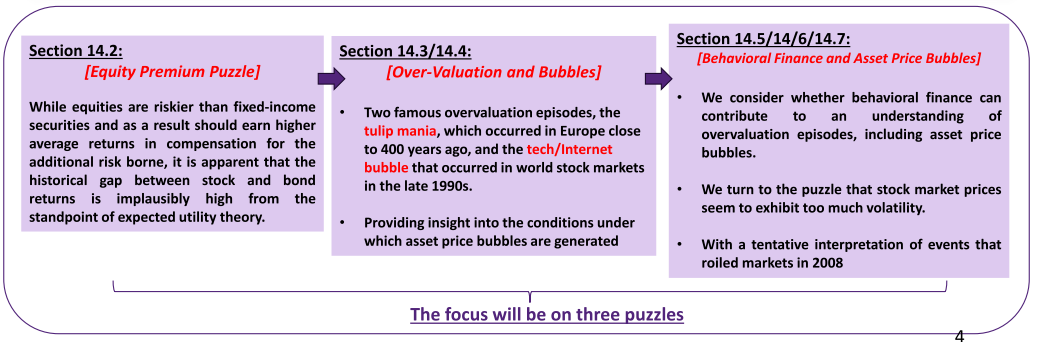 Section 14.2:
[Equity Premium Puzzle]
While equities are riskier than fixed-income
securities and as a result should earn higher
average returns in compensation for the
additional risk borne, it is apparent that the
historical gap between stock and bond
returns is implausibly high from the
standpoint of expected utility theory.
Section 14.3/14.4:
[Over-Valuation and Bubbles]
• Two famous overvaluation episodes, the
tulip mania, which occurred in Europe close
to 400 years ago, and the tech/Internet
bubble that occurred in world stock markets
in the late 1990s.
• Providing insight into the conditions under
which asset price bubbles are generated
Section 14.5/14/6/14.7:
[Behavioral Finance and Asset Price Bubbles]
• We consider whether behavioral finance can
contribute to an understanding of
overvaluation episodes, including asset price
bubbles.
• We turn to the puzzle that stock market prices
seem to exhibit too much volatility.
• With a tentative interpretation of events that
roiled markets in 2008
The focus will be on three puzzles
4